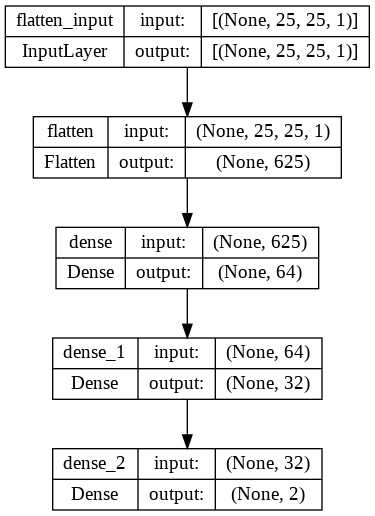 flatten_input input: [(None, 25, 25, 1)]
InputLayer output: [(None, 25, 25, 1)]
flatten input: (None, 25, 25, 1)
Flatten output: (None, 625)
dense input: (None, 625)
Dense output: (None, 64)
dense_1 input: (None, 64)
Dense output: (None, 32)
dense_2 input: (None, 32)
Dense output: (None, 2)